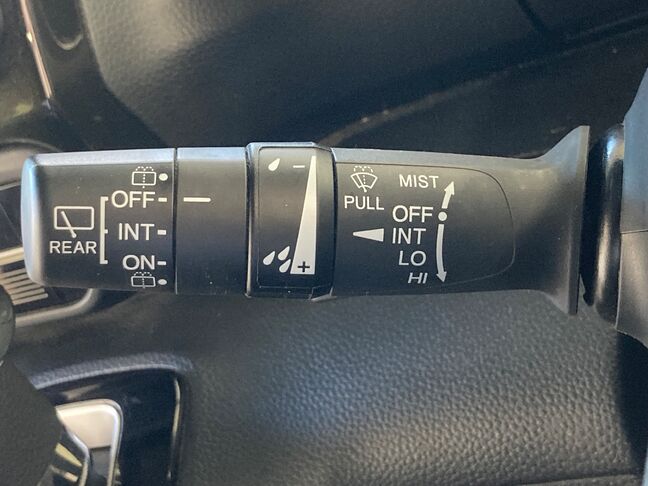 REAR
OFF
INT
ON
−
+
PULL
MIST
OFF
INT
LO
HI